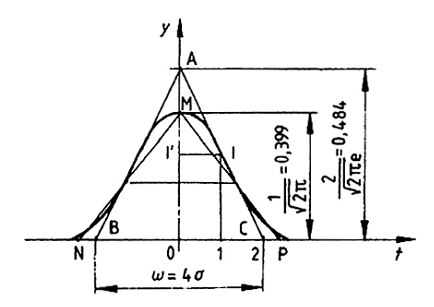 y
A
M
I' I
1/√2π = 0,399
2/√2πe = 0,484
B C
N 0 1 2 P t
w = 4σ